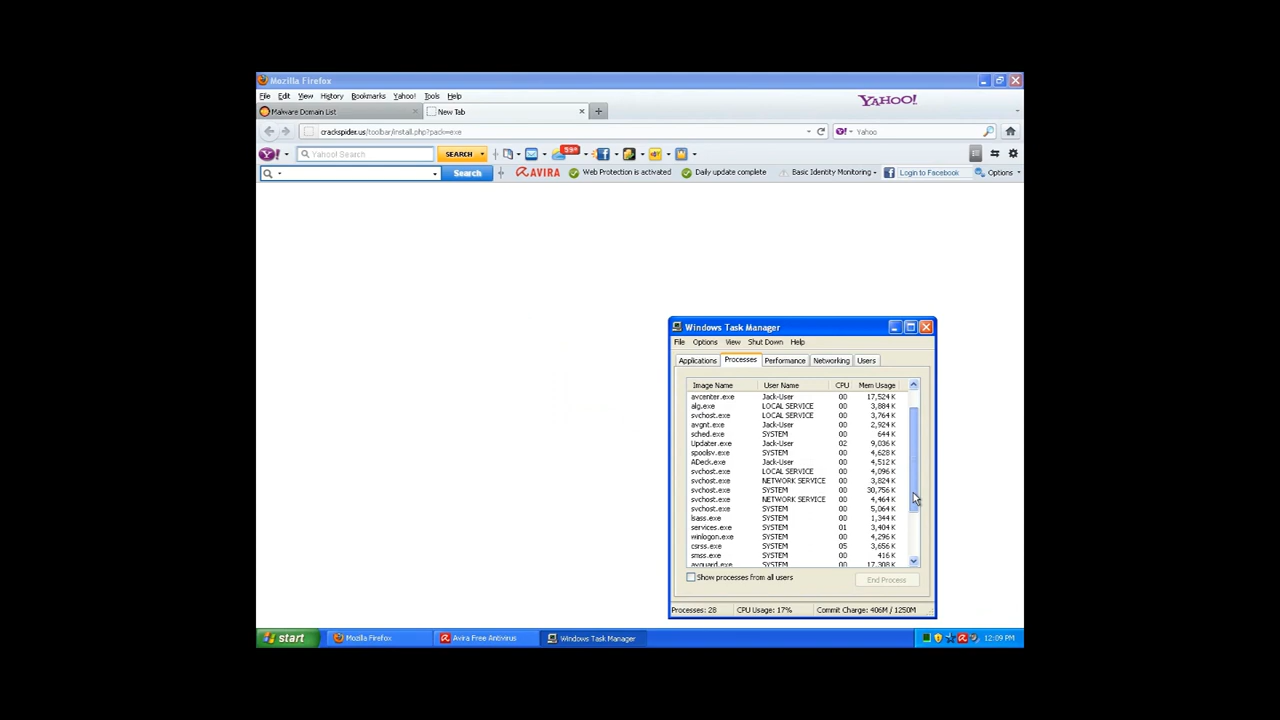 Mozilla Firefox
File Edit View History Bookmarks Yahoo! Tools Help
YAHOO!
Malware Domain List
New Tab
crackspider.us/toolbar/install.php?pack=exe
Y! Yahoo
Y! Yahoo! Search SEARCH 59°
Search AVIRA Web Protection is activated Daily update complete Basic Identity Monitoring Login to Facebook Options
Windows Task Manager
File Options View Shut Down Help
Applications Processes Performance Networking Users
Image Name User Name CPU Mem Usage
avcenter.exe Jack-User 00 17,524 K
alg.exe LOCAL SERVICE 00 3,884 K
svchost.exe LOCAL SERVICE 00 3,764 K
avgnt.exe Jack-User 00 2,924 K
sched.exe SYSTEM 00 644 K
Updater.exe Jack-User 02 9,036 K
spoolsv.exe SYSTEM 00 4,628 K
ADeck.exe Jack-User 00 4,512 K
svchost.exe LOCAL SERVICE 00 4,096 K
svchost.exe NETWORK SERVICE 00 3,824 K
svchost.exe SYSTEM 00 30,756 K
svchost.exe NETWORK SERVICE 00 4,464 K
svchost.exe SYSTEM 00 5,064 K
lsass.exe SYSTEM 00 1,344 K
services.exe SYSTEM 01 3,404 K
winlogon.exe SYSTEM 00 4,296 K
csrss.exe SYSTEM 05 3,656 K
smss.exe SYSTEM 00 416 K
avguard.exe SYSTEM 00 17,308 K
Show processes from all users End Process
Processes: 28 CPU Usage: 17% Commit Charge: 406M / 1250M
start Mozilla Firefox Avira Free Antivirus Windows Task Manager 12:09 PM